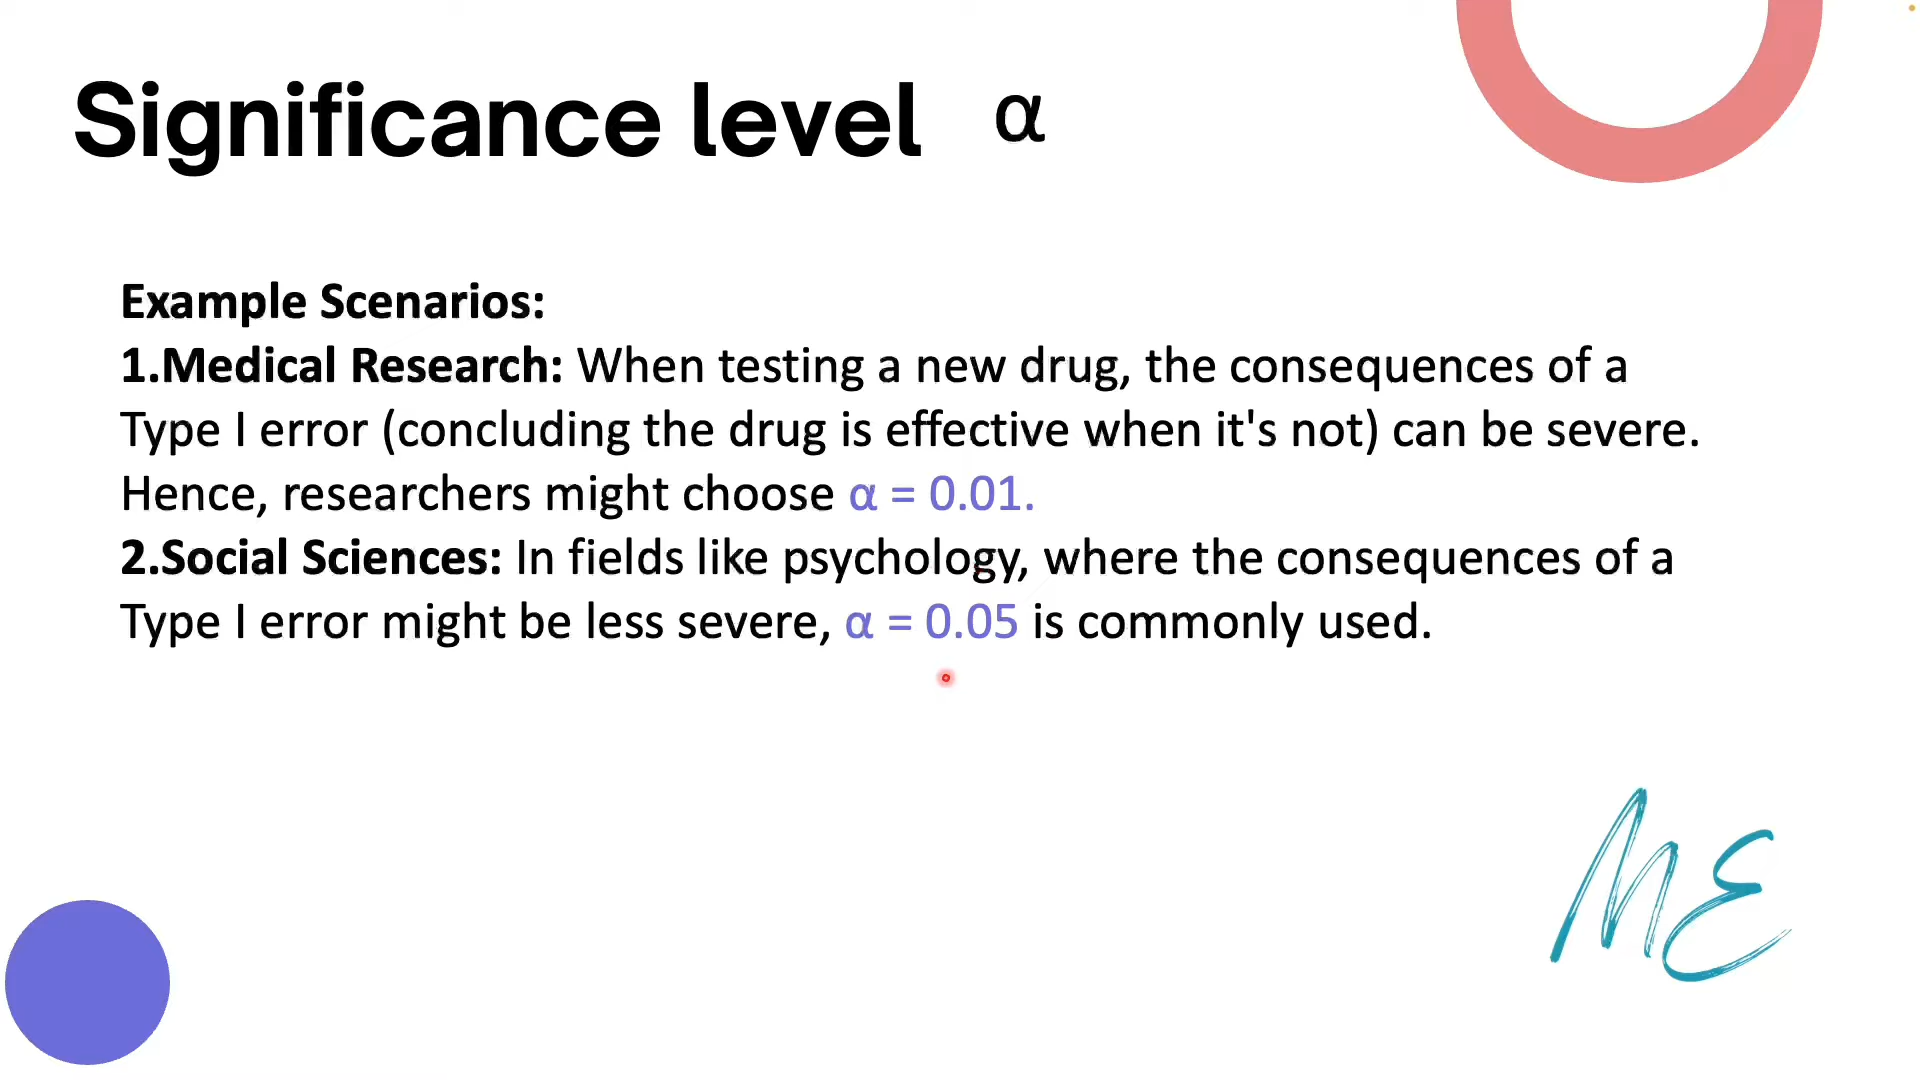 Significance level α
Example Scenarios:
1.Medical Research: When testing a new drug, the consequences of a
Type I error (concluding the drug is effective when it's not) can be severe.
Hence, researchers might choose α = 0.01.
2.Social Sciences: In fields like psychology, where the consequences of a
Type I error might be less severe, α = 0.05 is commonly used.
ME